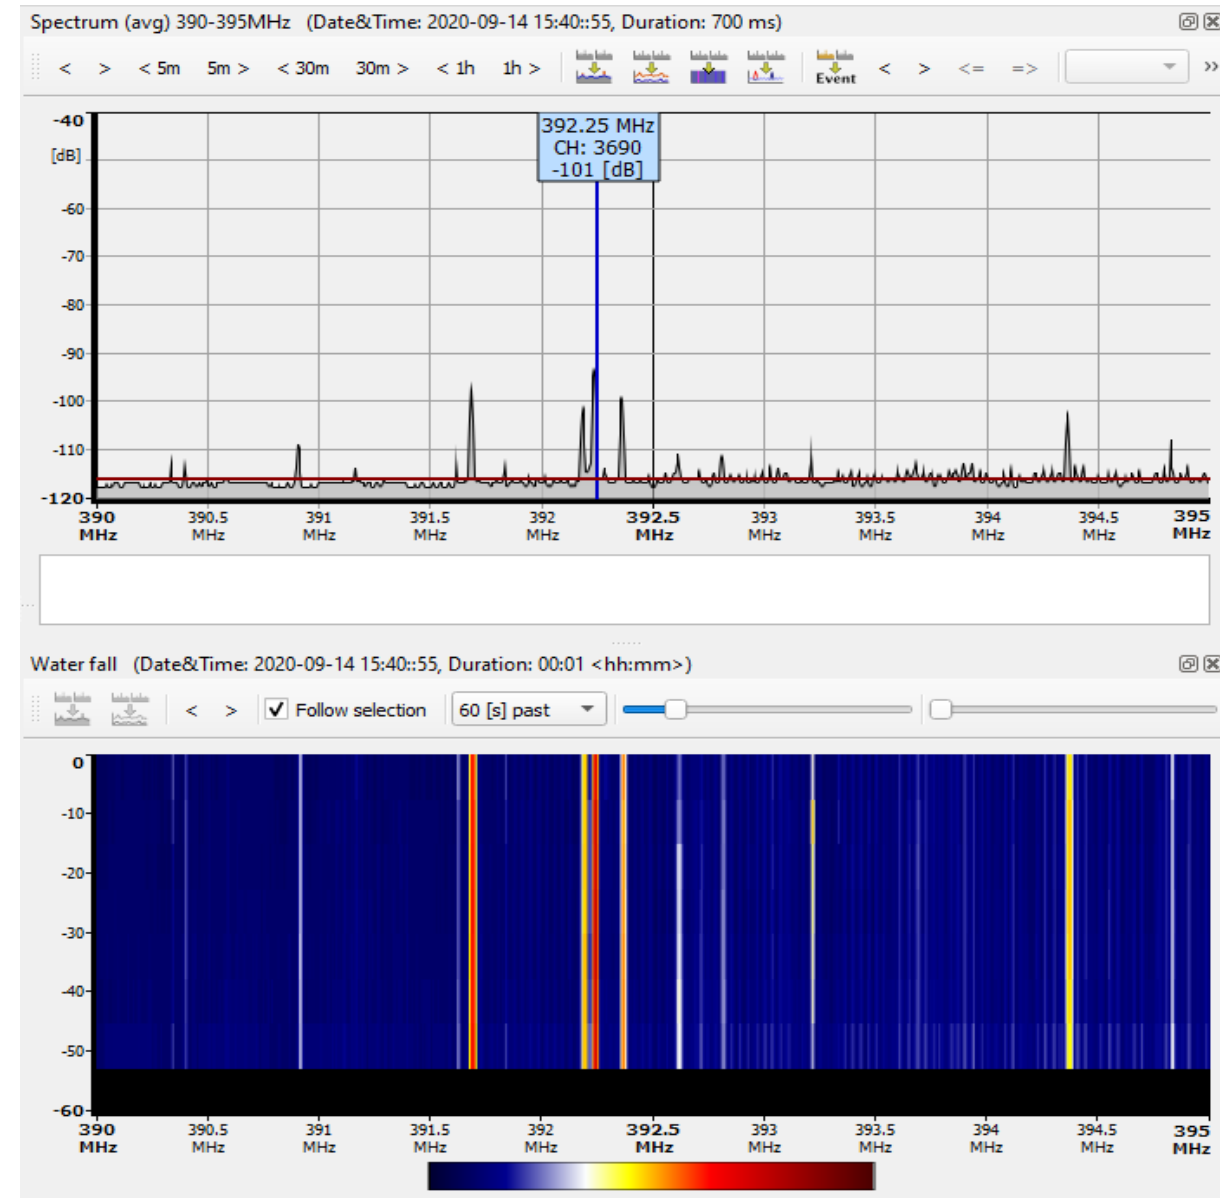 Spectrum (avg) 390-395MHz (Date&Time: 2020-09-14 15:40::55, Duration: 700 ms)
< > < 5m 5m > < 30m 30m > < 1h 1h > Event < > <= => »
-40
[dB]
-60
-70
-80
-90
-100
-110
-120
392.25 MHz
CH: 3690
-101 [dB]
390 390.5 391 391.5 392 392.5 393 393.5 394 394.5 395
MHz MHz MHz MHz MHz MHz MHz MHz MHz MHz MHz
Water fall (Date&Time: 2020-09-14 15:40::55, Duration: 00:01 <hh:mm>)
< > Follow selection 60 [s] past
0
-10
-20
-30
-40
-50
-60
390 390.5 391 391.5 392 392.5 393 393.5 394 394.5 395
MHz MHz MHz MHz MHz MHz MHz MHz MHz MHz MHz